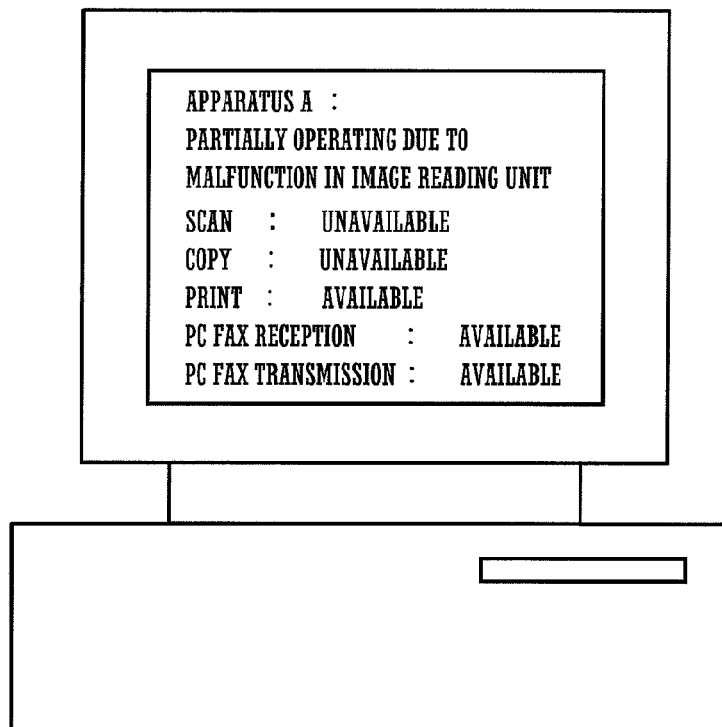 APPARATUS A :
PARTIALLY OPERATING DUE TO
MALFUNCTION IN IMAGE READING UNIT
SCAN : UNAVAILABLE
COPY : UNAVAILABLE
PRINT : AVAILABLE
PC FAX RECEPTION : AVAILABLE
PC FAX TRANSMISSION : AVAILABLE